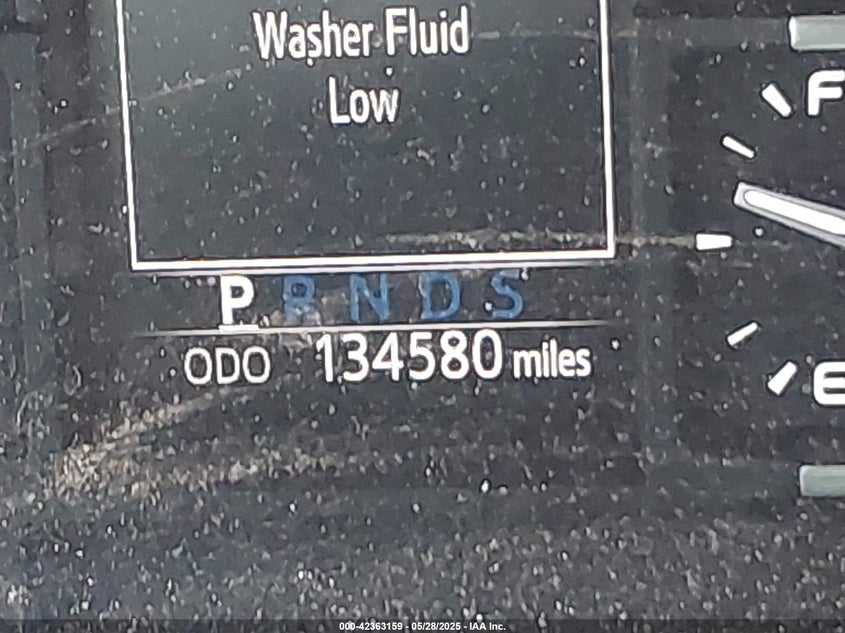 Washer Fluid
Low
F
P R N D S
ODO 134580 miles
E
000-42363159 - 05/28/2025 - IAA Inc.